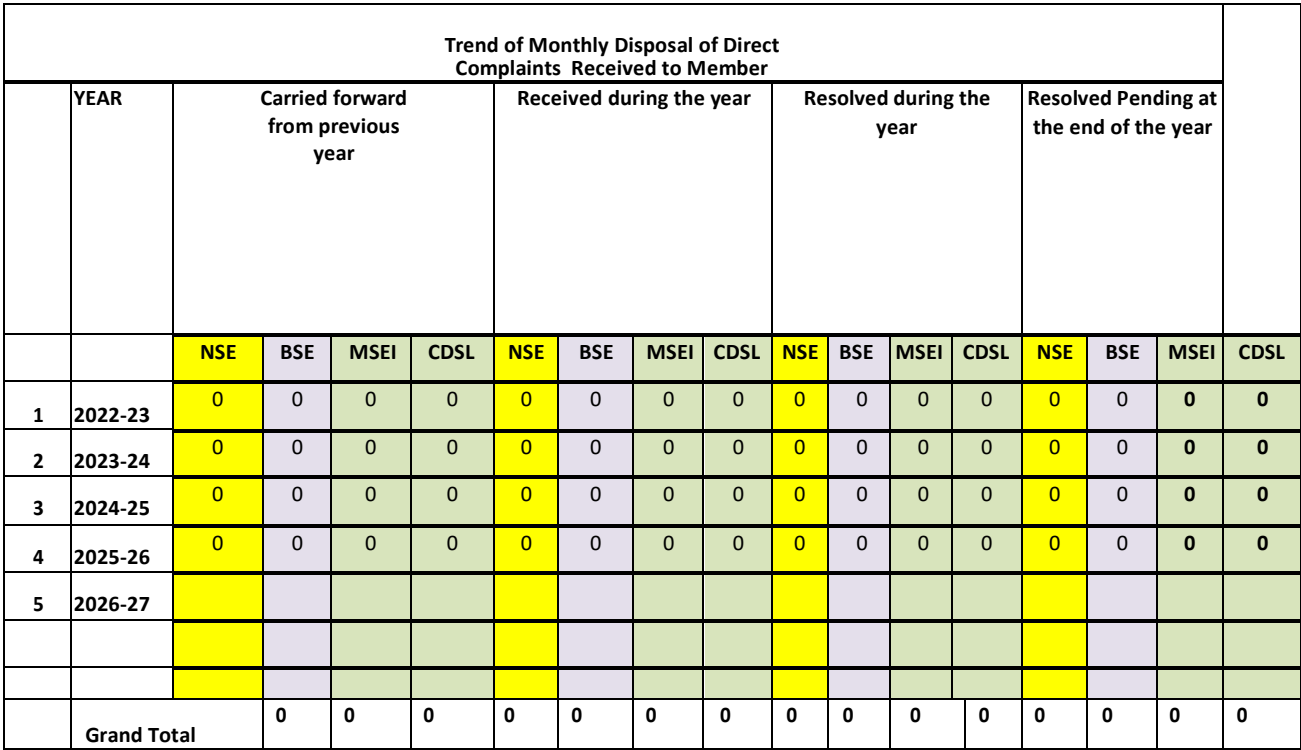 Trend of Monthly Disposal of Direct
Complaints Received to Member
YEAR Carried forward from previous year Received during the year Resolved during the year Resolved Pending at the end of the year
NSE BSE MSEI CDSL NSE BSE MSEI CDSL NSE BSE MSEI CDSL NSE BSE MSEI CDSL
1 2022-23 0 0 0 0 0 0 0 0 0 0 0 0 0 0 0 0
2 2023-24 0 0 0 0 0 0 0 0 0 0 0 0 0 0 0 0
3 2024-25 0 0 0 0 0 0 0 0 0 0 0 0 0 0 0 0
4 2025-26 0 0 0 0 0 0 0 0 0 0 0 0 0 0 0 0
5 2026-27
Grand Total 0 0 0 0 0 0 0 0 0 0 0 0 0 0 0